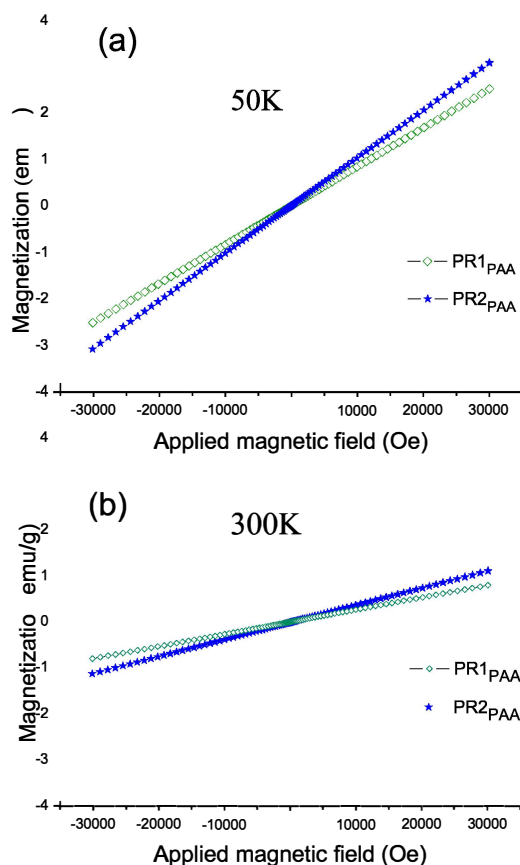 4
(a)
3
50K
2
1
0
-1
-2
-3
-4
Magnetization (em )
PR1PAA
PR2PAA
-30000 -20000 -10000 10000 20000 30000
Applied magnetic field (Oe)
4
(b)
300K
2
1
0
-1
-2
-3
-4
Magnetizatio emu/g)
PR1PAA
PR2PAA
-30000 -20000 -10000 0 10000 20000 30000
Applied magnetic field (Oe)